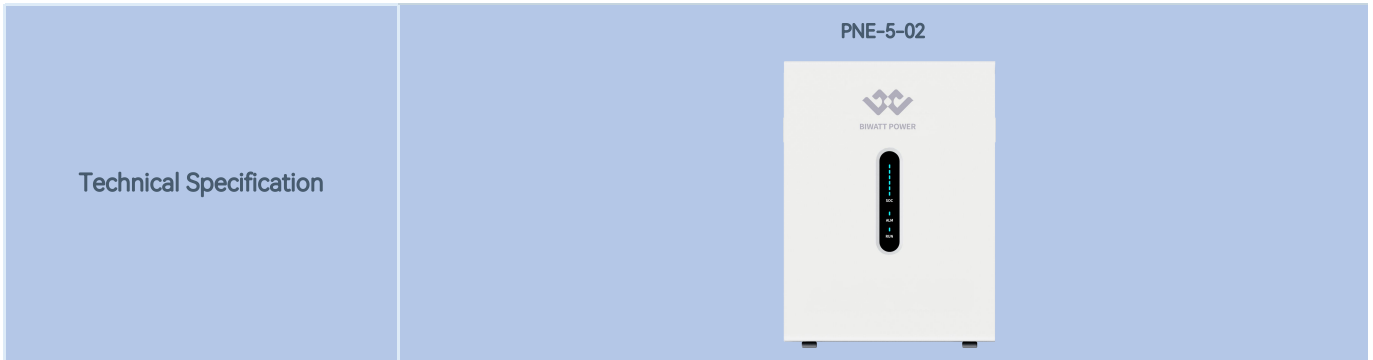 PNE-5-02
BIWATT POWER
Technical Specification
SOC
ALM
RUN